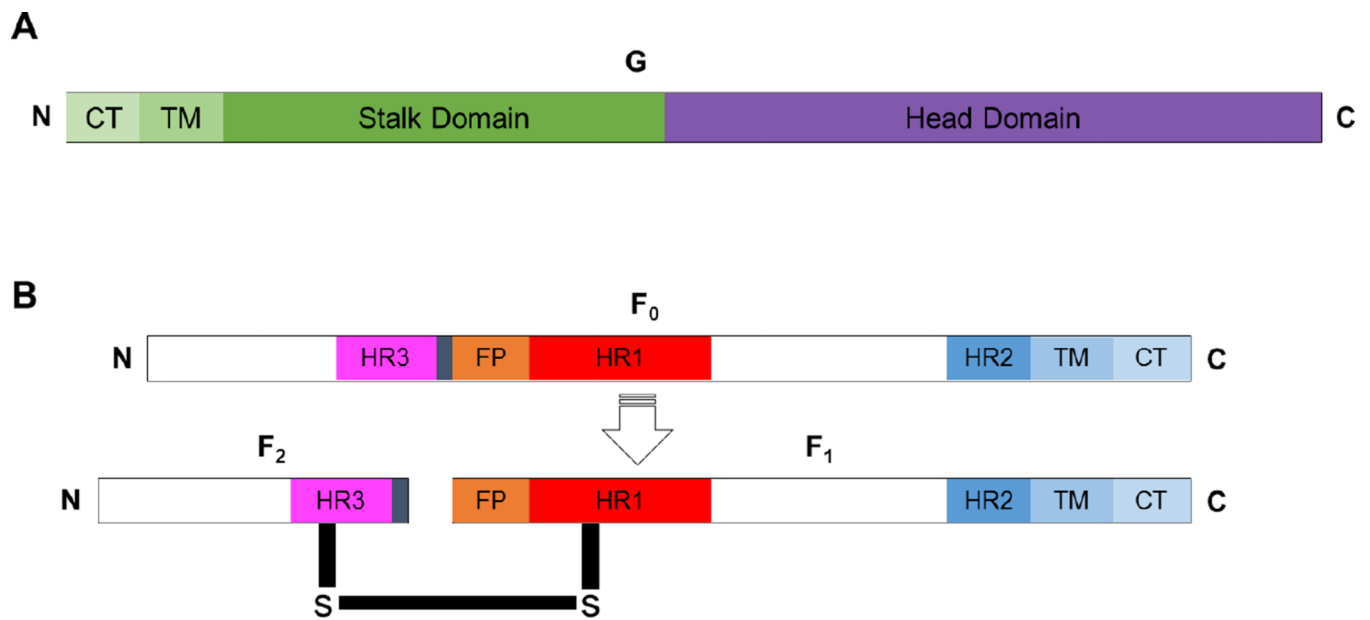 A
G
N CT TM Stalk Domain Head Domain C
B
F₀
N HR3 FP HR1 HR2 TM CT C
F₂ F₁
N HR3 FP HR1 HR2 TM CT C
S S